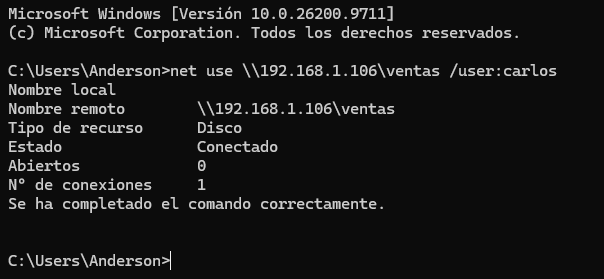 Microsoft Windows [Versión 10.0.26200.9711]
(c) Microsoft Corporation. Todos los derechos reservados.
C:\Users\Anderson>net use \\192.168.1.106\ventas /user:carlos
Nombre local
Nombre remoto \\192.168.1.106\ventas
Tipo de recurso Disco
Estado Conectado
Abiertos 0
N° de conexiones 1
Se ha completado el comando correctamente.
C:\Users\Anderson>